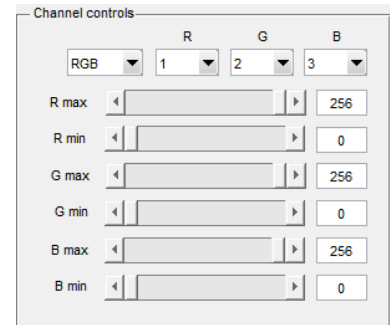 Channel controls
R G B
RGB 1 2 3
R max 256
R min 0
G max 256
G min 0
B max 256
B min 0